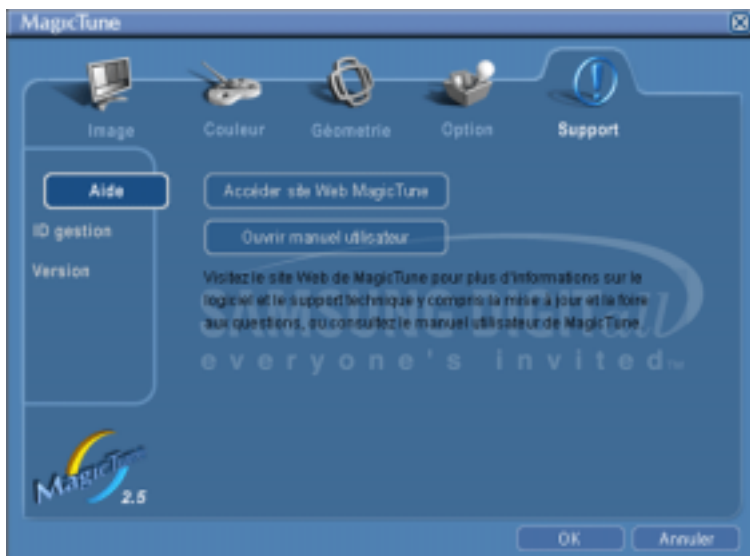 MagicTune
Image
Couleur
Géometrie
Option
Support
Aide
ID gestion
Version
Accéder site Web MagicTune
Ouvrir manuel utilisateur
Visitez le site Web de MagicTune pour plus d'informations sur le
logiciel et le support technique y compris la mise à jour et la foire
aux questions, ou consultez le manuel utilisateur de MagicTune.
SAMSUNG DIGITall
everyone's invited™
MagicTune
2.5
OK
Annuler